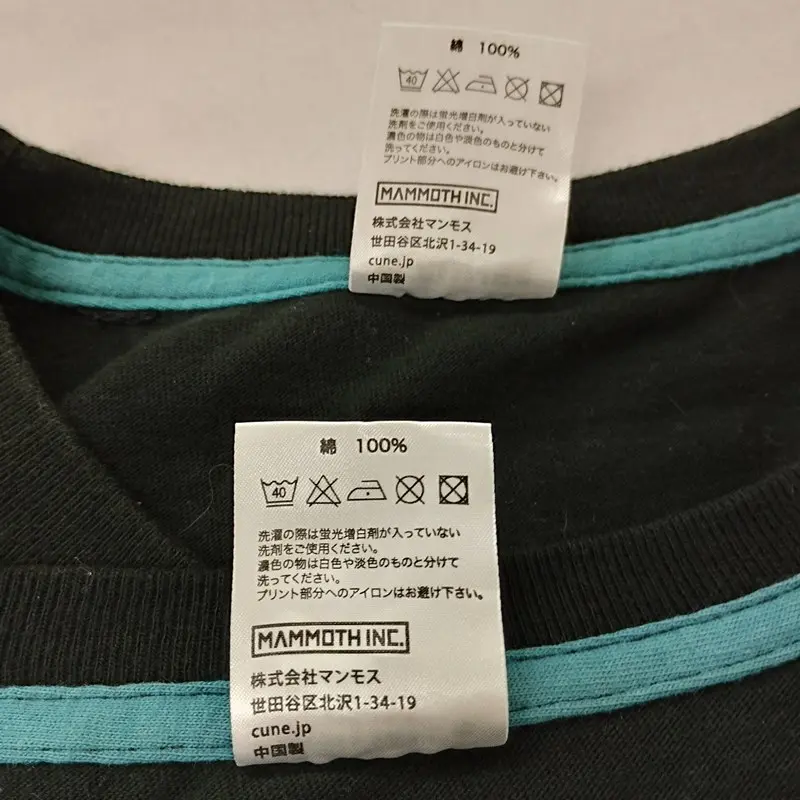 綿 100%
40
洗濯の際は蛍光増白剤が入っていない
洗剤をご使用ください。
濃色の物は白色や淡色のものと分けて
洗ってください。
プリント部分へのアイロンはお避け下さい。
MAMMOTH INC.
株式会社マンモス
世田谷区北沢1-34-19
cune.jp
中国製
綿 100%
40
洗濯の際は蛍光増白剤が入っていない
洗剤をご使用ください。
濃色の物は白色や淡色のものと分けて
洗ってください。
プリント部分へのアイロンはお避け下さい。
MAMMOTH INC.
株式会社マンモス
世田谷区北沢1-34-19
cune.jp
中国製